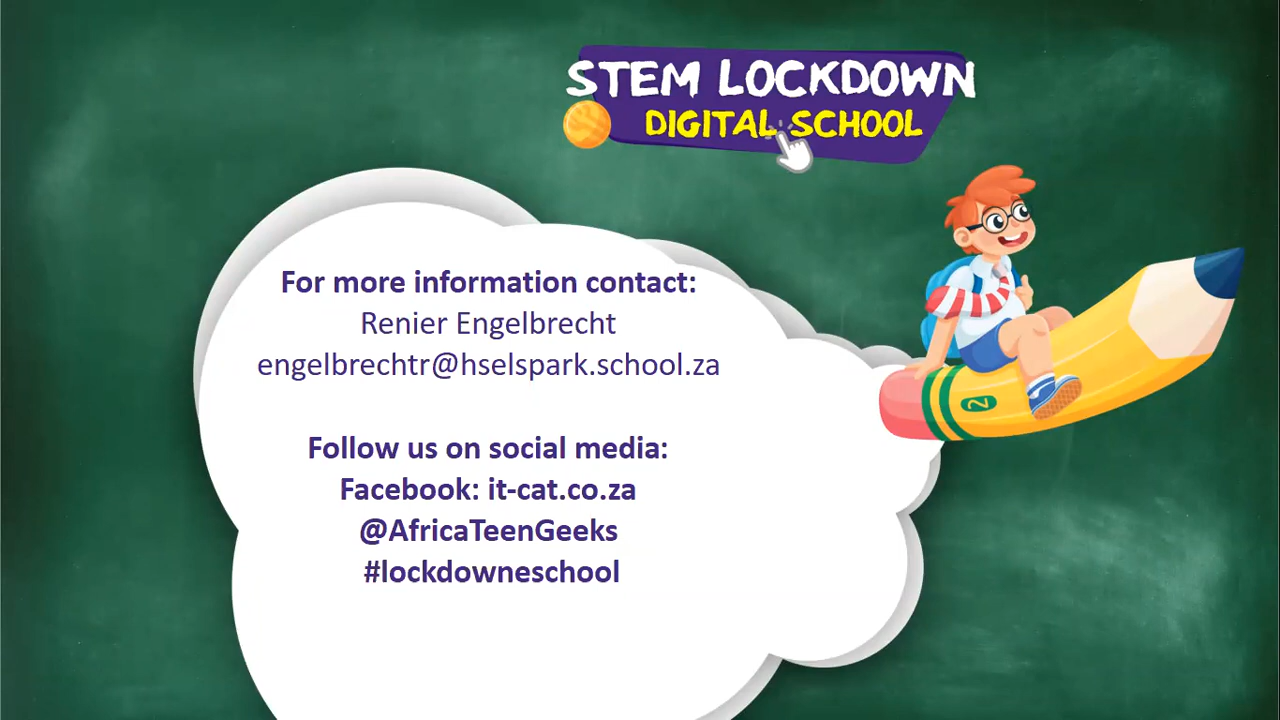 STEM LOCKDOWN
DIGITAL SCHOOL
For more information contact:
Renier Engelbrecht
engelbrechtr@hselspark.school.za
Follow us on social media:
Facebook: it-cat.co.za
@AfricaTeenGeeks
#lockdowneschool
2